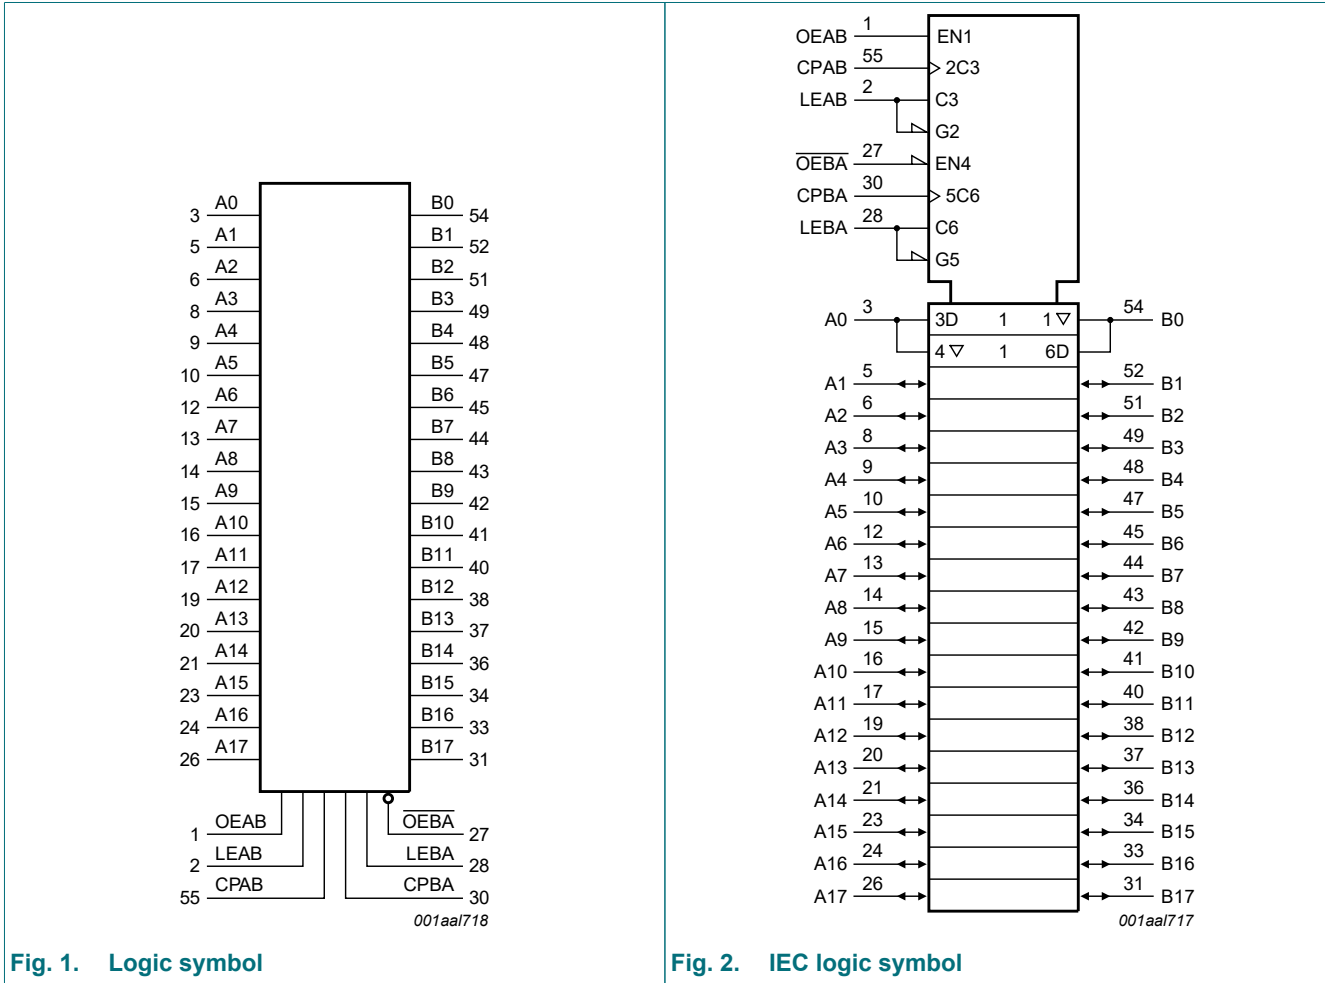 A0 B0
3 54
A1 B1
5 52
A2 B2
6 51
A3 B3
8 49
A4 B4
9 48
A5 B5
10 47
A6 B6
12 45
A7 B7
13 44
A8 B8
14 43
A9 B9
15 42
A10 B10
16 41
A11 B11
17 40
A12 B12
19 38
A13 B13
20 37
A14 B14
21 36
A15 B15
23 34
A16 B16
24 33
A17 B17
26 31
OEAB O̅E̅B̅A̅
1 27
LEAB LEBA
2 28
CPAB CPBA
55 30
001aal718
Fig. 1. Logic symbol
OEAB 1 EN1
CPAB 55 2C3
LEAB 2 C3
G2
O̅E̅B̅A̅ 27 EN4
CPBA 30 5C6
LEBA 28 C6
G5
A0 3 3D 1 1 ▽ 54 B0
4 ▽ 1 6D
A1 5 52 B1
A2 6 51 B2
A3 8 49 B3
A4 9 48 B4
A5 10 47 B5
A6 12 45 B6
A7 13 44 B7
A8 14 43 B8
A9 15 42 B9
A10 16 41 B10
A11 17 40 B11
A12 19 38 B12
A13 20 37 B13
A14 21 36 B14
A15 23 34 B15
A16 24 33 B16
A17 26 31 B17
001aal717
Fig. 2. IEC logic symbol